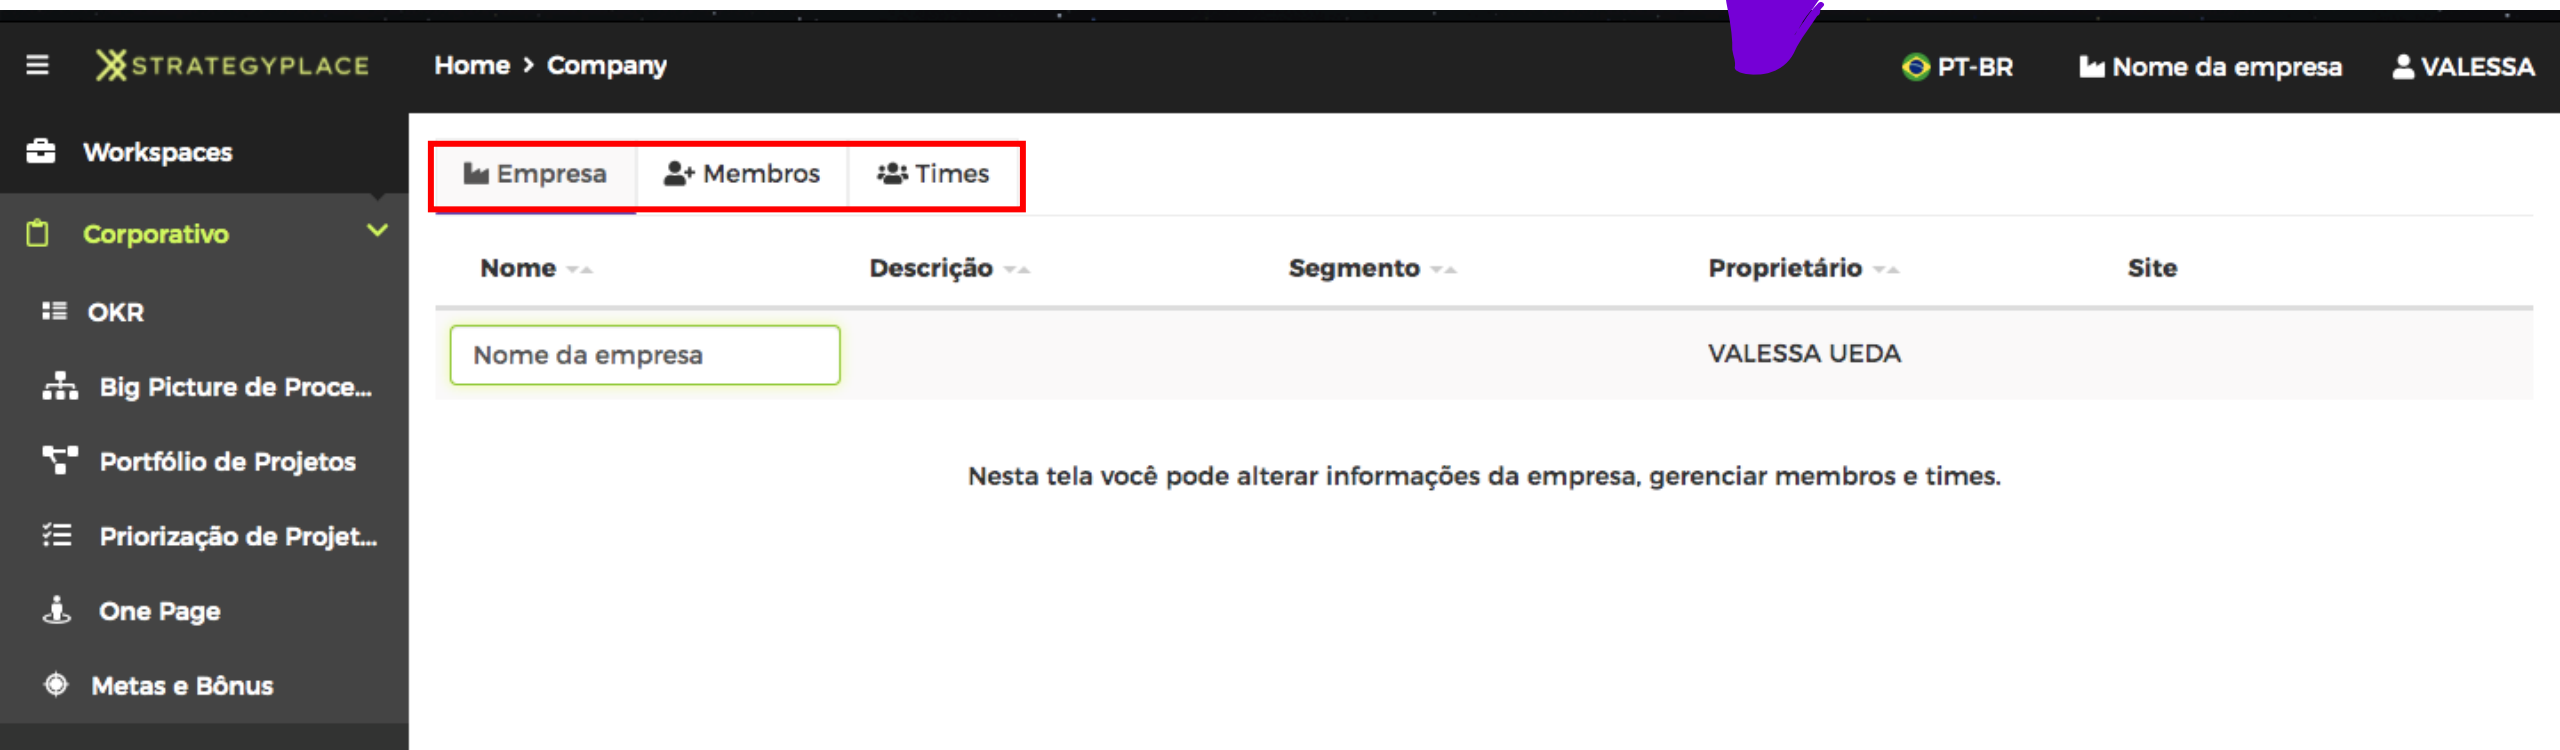 STRATEGYPLACE
Home > Company
PT-BR
Nome da empresa
VALESSA
Workspaces
Corporativo
OKR
Big Picture de Proce...
Portfólio de Projetos
Priorização de Projet...
One Page
Metas e Bônus
Empresa
Membros
Times
Nome
Descrição
Segmento
Proprietário
Site
Nome da empresa
VALESSA UEDA
Nesta tela você pode alterar informações da empresa, gerenciar membros e times.